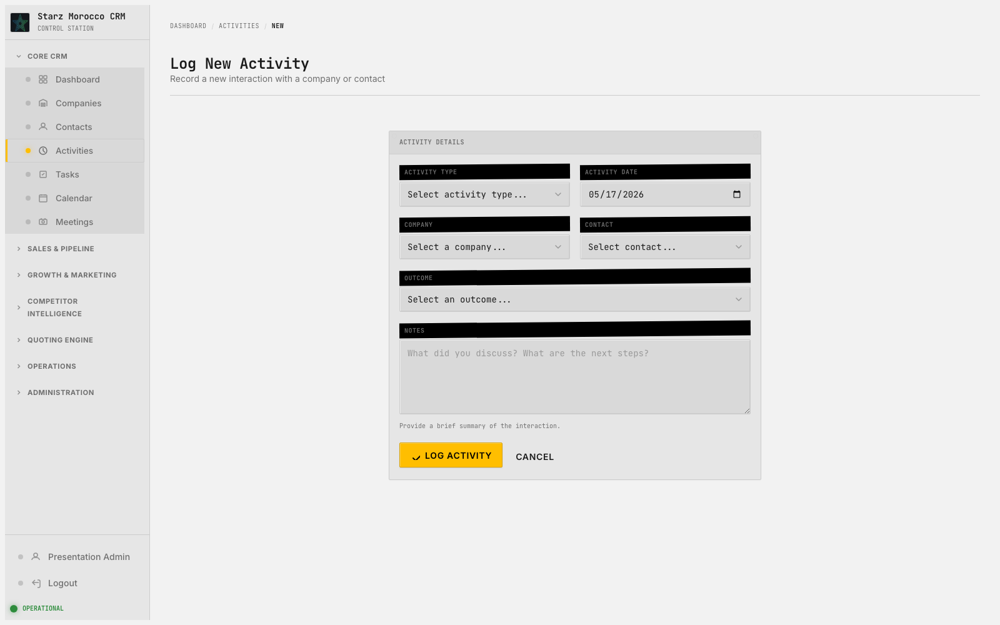 Starz Morocco CRM
CONTROL STATION
CORE CRM
Dashboard
Companies
Contacts
Activities
Tasks
Calendar
Meetings
SALES & PIPELINE
GROWTH & MARKETING
COMPETITOR
INTELLIGENCE
QUOTING ENGINE
OPERATIONS
ADMINISTRATION
Presentation Admin
Logout
OPERATIONAL
DASHBOARD / ACTIVITIES / NEW
Log New Activity
Record a new interaction with a company or contact
ACTIVITY DETAILS
ACTIVITY TYPE
Select activity type...
ACTIVITY DATE
05/17/2026
COMPANY
Select a company...
CONTACT
Select contact...
OUTCOME
Select an outcome...
NOTES
What did you discuss? What are the next steps?
Provide a brief summary of the interaction.
LOG ACTIVITY
CANCEL